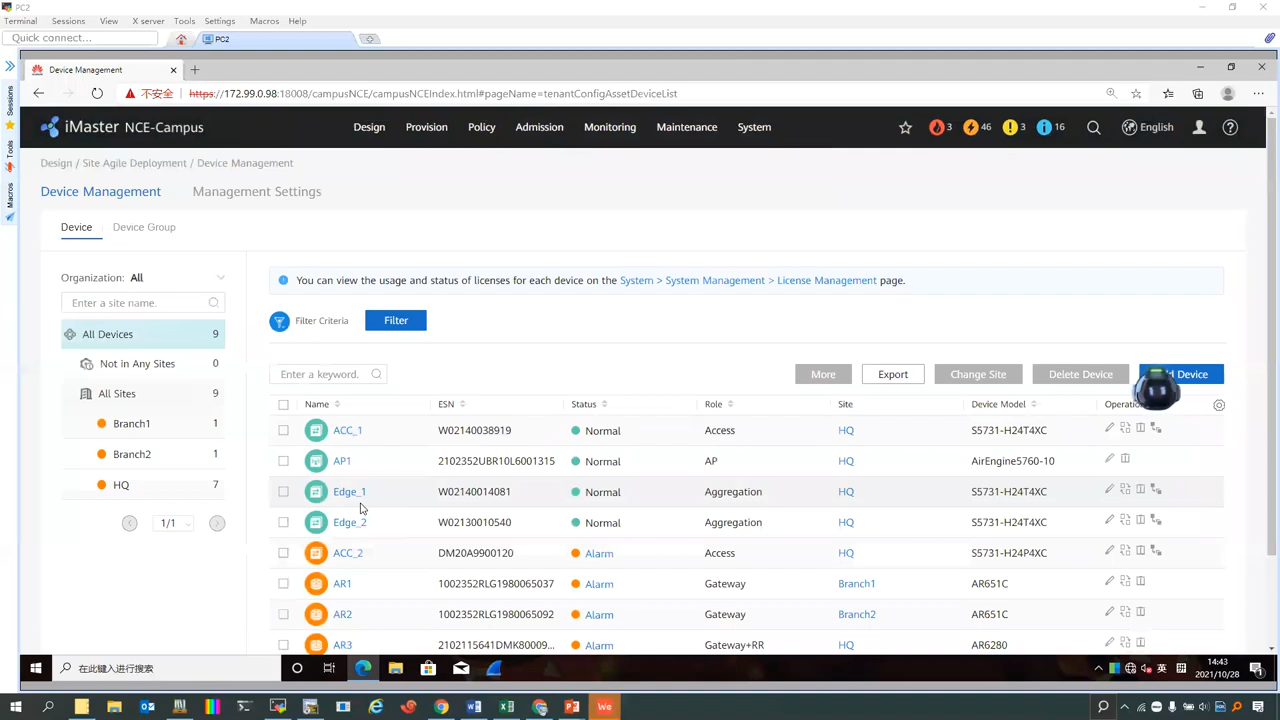 PC2
Terminal Sessions View X server Tools Settings Macros Help
Quick connect...
PC2
Sessions
Tools
Macros
Device Management
不安全 https://172.99.0.98:18008/campusNCE/campusNCEIndex.html#pageName=tenantConfigAssetDeviceList
iMaster NCE-Campus Design Provision Policy Admission Monitoring Maintenance System 3 46 3 16 English
Design / Site Agile Deployment / Device Management
Device Management Management Settings
Device Device Group
Organization: All
Enter a site name.
All Devices 9
Not in Any Sites 0
All Sites 9
Branch1 1
Branch2 1
HQ 7
1/1
You can view the usage and status of licenses for each device on the System > System Management > License Management page.
Filter Criteria Filter
Enter a keyword. More Export Change Site Delete Device Device
Name ESN Status Role Site Device Model
ACC_1 W02140038919 Normal Access HQ S5731-H24T4XC
AP1 2102352UBR10L6001315 Normal AP HQ AirEngine5760-10
Edge_1 W02140014081 Normal Aggregation HQ S5731-H24T4XC
Edge_2 W02130010540 Normal Aggregation HQ S5731-H24T4XC
ACC_2 DM20A9900120 Alarm Access HQ S5731-H24P4XC
AR1 1002352RLG1980065037 Alarm Gateway Branch1 AR651C
AR2 1002352RLG1980065092 Alarm Gateway Branch2 AR651C
AR3 2102115641DMK80009... Alarm Gateway+RR HQ AR6280
在此键入进行搜索
英
14:43
2021/10/28
We